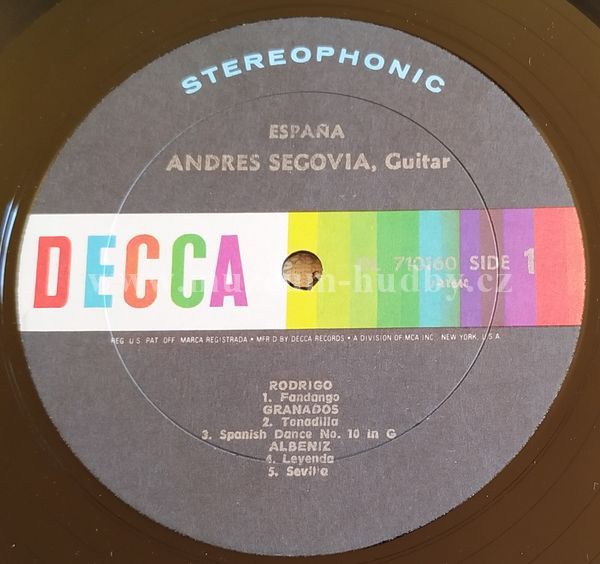 STEREOPHONIC
ESPAÑA
ANDRES SEGOVIA, Guitar
DECCA
DL 710160 SIDE 1
REG. U.S. PAT. OFF. MARCA REGISTRADA • MFR'D BY DECCA RECORDS • A DIVISION OF MCA INC., NEW YORK, U.S.A.
RODRIGO
1. Fandango
GRANADOS
2. Tonadilla
3. Spanish Dance No. 10 in G
ALBENIZ
4. Leyenda
5. Sevilla